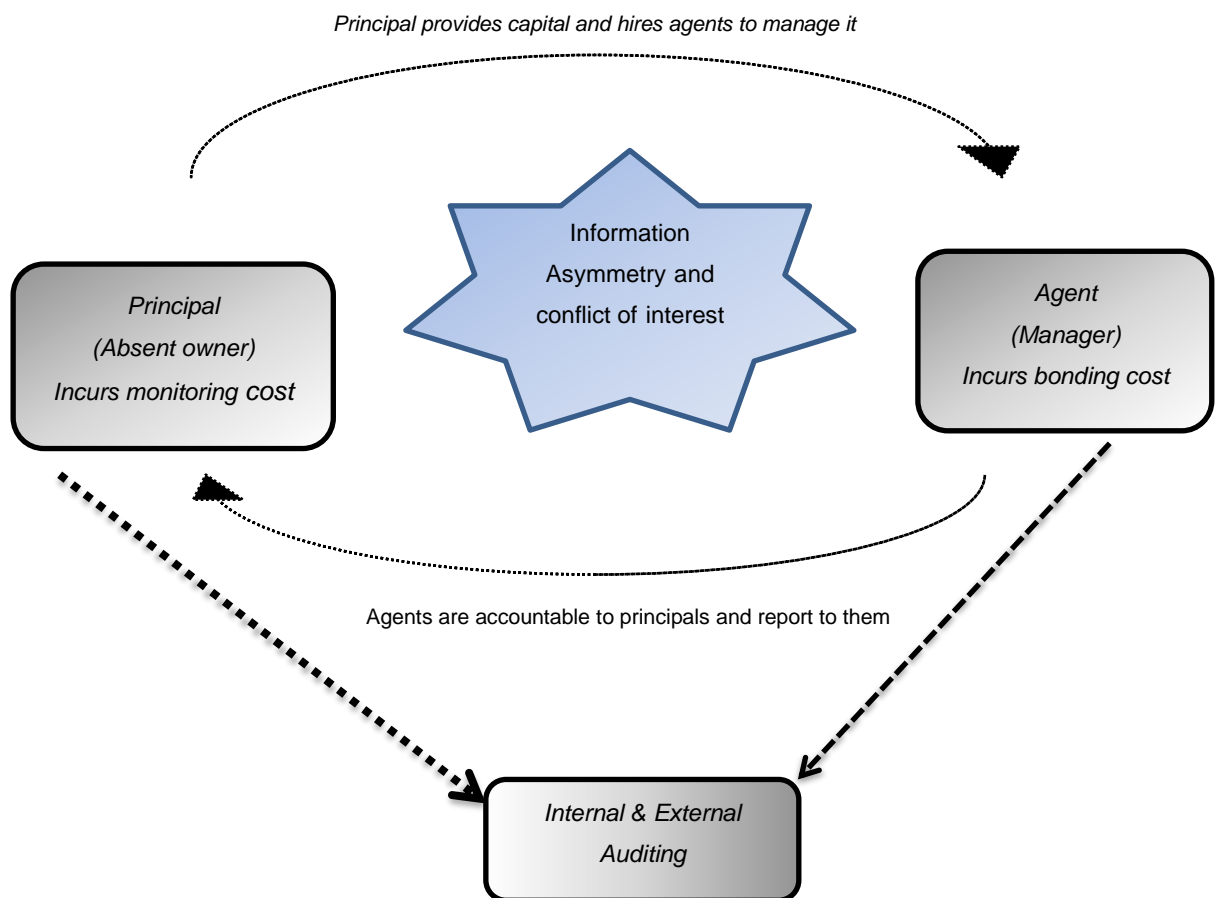 Principal provides capital and hires agents to manage it
Information
Asymmetry and
conflict of interest
Principal
(Absent owner)
Incurs monitoring cost
Agent
(Manager)
Incurs bonding cost
Agents are accountable to principals and report to them
Internal & External
Auditing